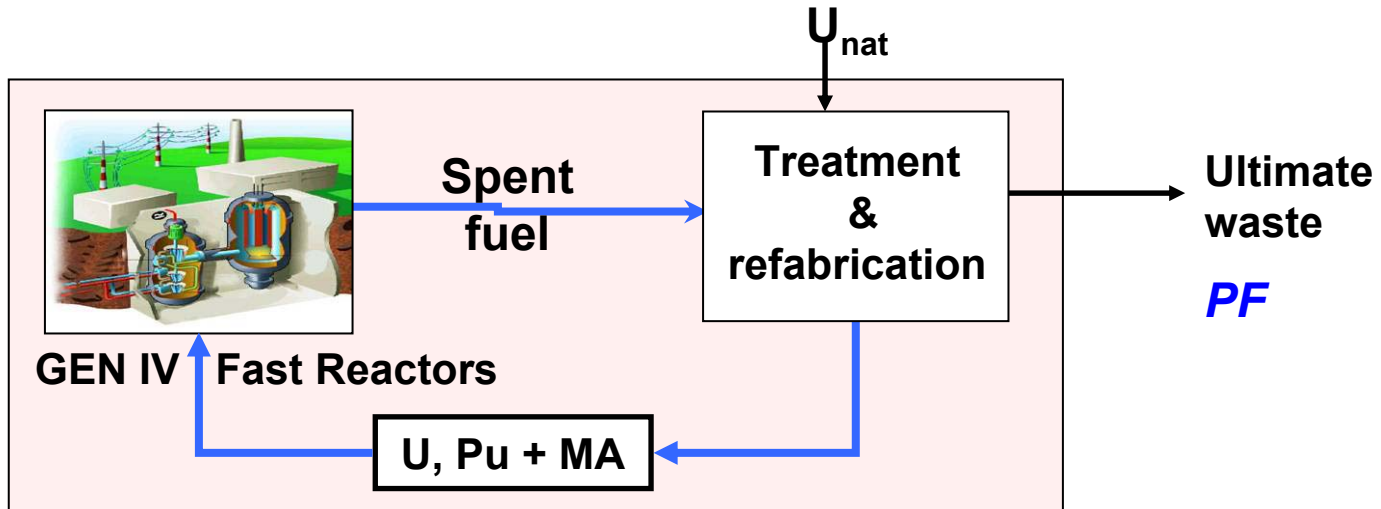 Unat
Spent
fuel
Treatment
&
refabrication
Ultimate
waste
PF
GEN IV Fast Reactors
U, Pu + MA